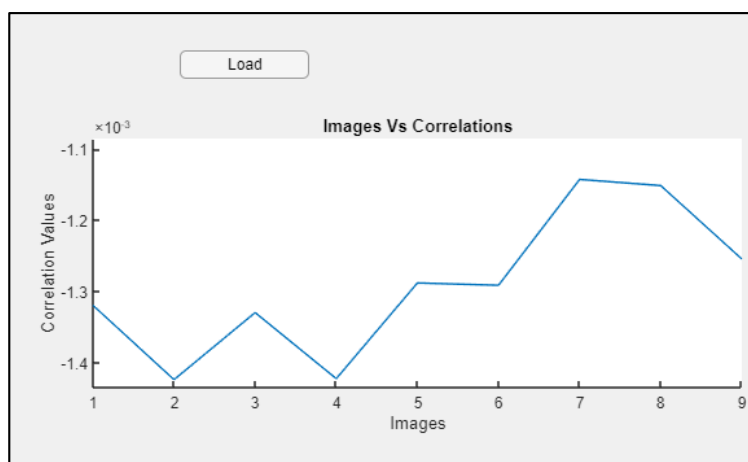 Load
×10-3
Images Vs Correlations
Correlation Values
-1.1
-1.2
-1.3
-1.4
1 2 3 4 5 6 7 8 9
Images